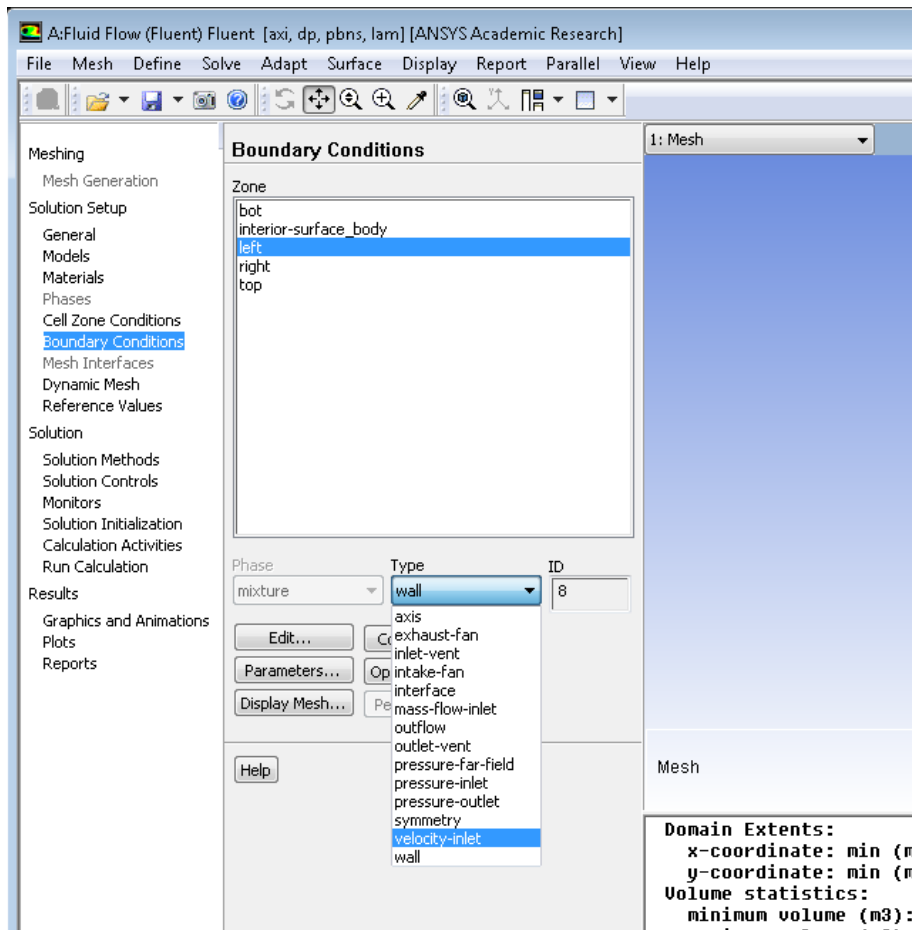 A:Fluid Flow (Fluent) Fluent [axi, dp, pbns, lam] [ANSYS Academic Research]
File Mesh Define Solve Adapt Surface Display Report Parallel View Help
Meshing
Mesh Generation
Solution Setup
General
Models
Materials
Phases
Cell Zone Conditions
Boundary Conditions
Mesh Interfaces
Dynamic Mesh
Reference Values
Solution
Solution Methods
Solution Controls
Monitors
Solution Initialization
Calculation Activities
Run Calculation
Results
Graphics and Animations
Plots
Reports
Boundary Conditions
Zone
bot
interior-surface_body
left
right
top
Phase
mixture
Type
wall
ID
8
Edit...
Parameters...
Display Mesh...
Help
axis
exhaust-fan
inlet-vent
intake-fan
interface
mass-flow-inlet
outflow
outlet-vent
pressure-far-field
pressure-inlet
pressure-outlet
symmetry
velocity-inlet
wall
1: Mesh
Mesh
Domain Extents:
x-coordinate: min (m
y-coordinate: min (m
Volume statistics:
minimum volume (m3):